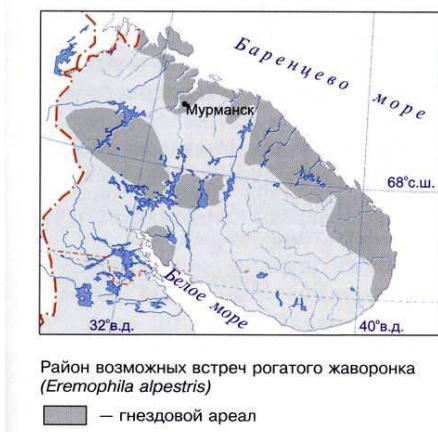 Баренцево море
Мурманск
68°с.ш.
Белое море
32°в.д.
40°в.д.
Район возможных встреч рогатого жаворонка
(Eremophila alpestris)
— гнездовой ареал